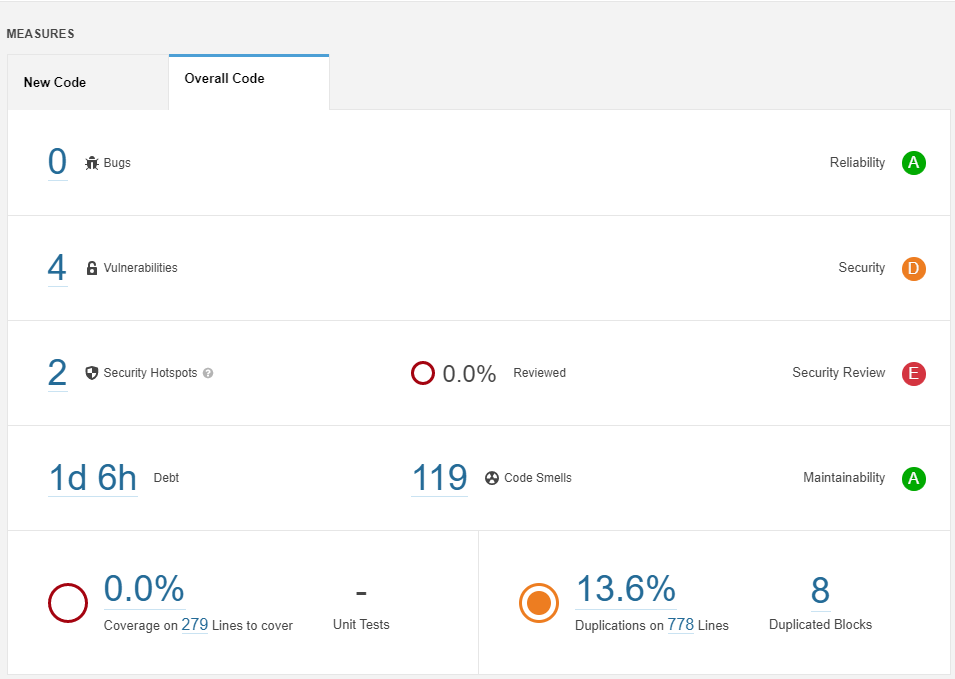 MEASURES
New Code
Overall Code
0 Bugs Reliability A
4 Vulnerabilities Security D
2 Security Hotspots ? 0.0% Reviewed Security Review E
1d 6h Debt 119 Code Smells Maintainability A
0.0% - 13.6% 8
Coverage on 279 Lines to cover Unit Tests Duplications on 778 Lines Duplicated Blocks